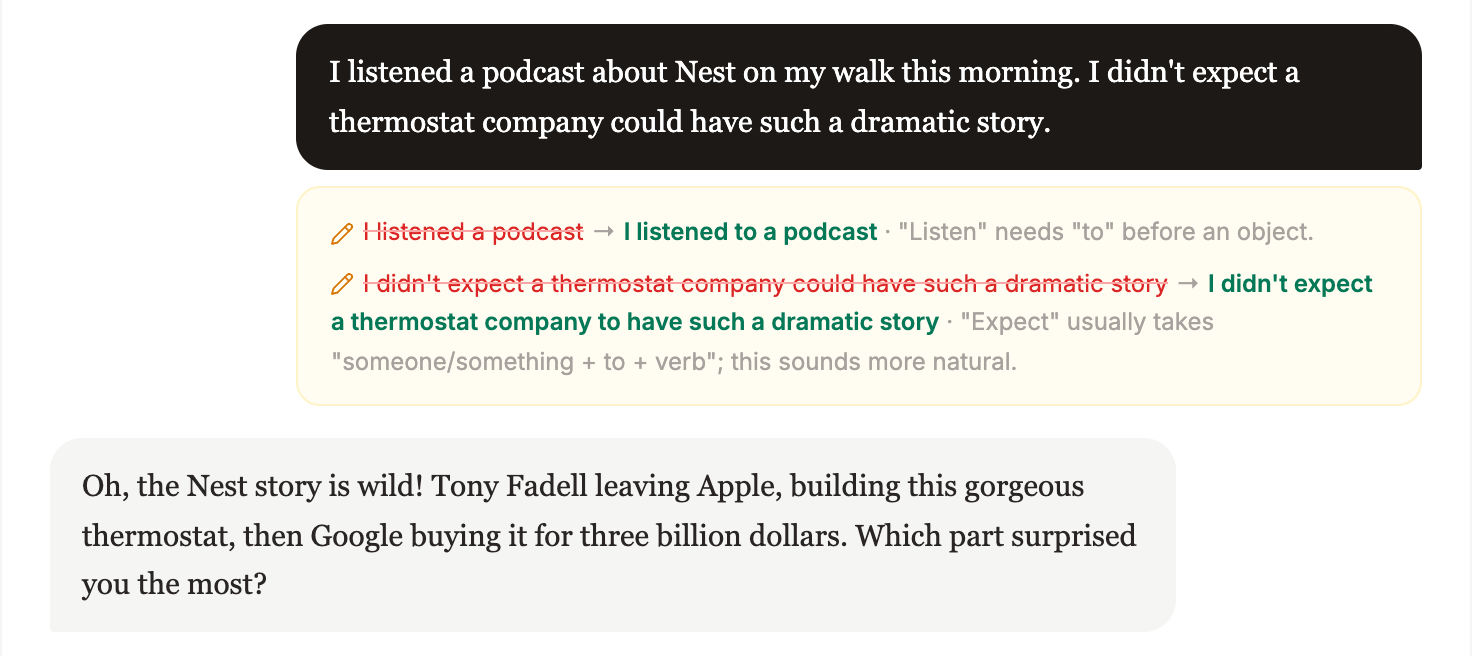 I listened a podcast about Nest on my walk this morning. I didn't expect a
thermostat company could have such a dramatic story.
I listened a podcast → I listened to a podcast · "Listen" needs "to" before an object.
I didn't expect a thermostat company could have such a dramatic story → I didn't expect
a thermostat company to have such a dramatic story · "Expect" usually takes
"someone/something + to + verb"; this sounds more natural.
Oh, the Nest story is wild! Tony Fadell leaving Apple, building this gorgeous
thermostat, then Google buying it for three billion dollars. Which part surprised
you the most?